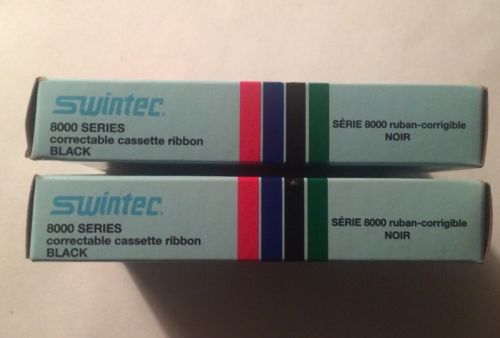 swintec
8000 SERIES
correctable cassette ribbon
BLACK
SÉRIE 8000 ruban-corrigible
NOIR
swintec
8000 SERIES
correctable cassette ribbon
BLACK
SÉRIE 8000 ruban-corrigible
NOIR